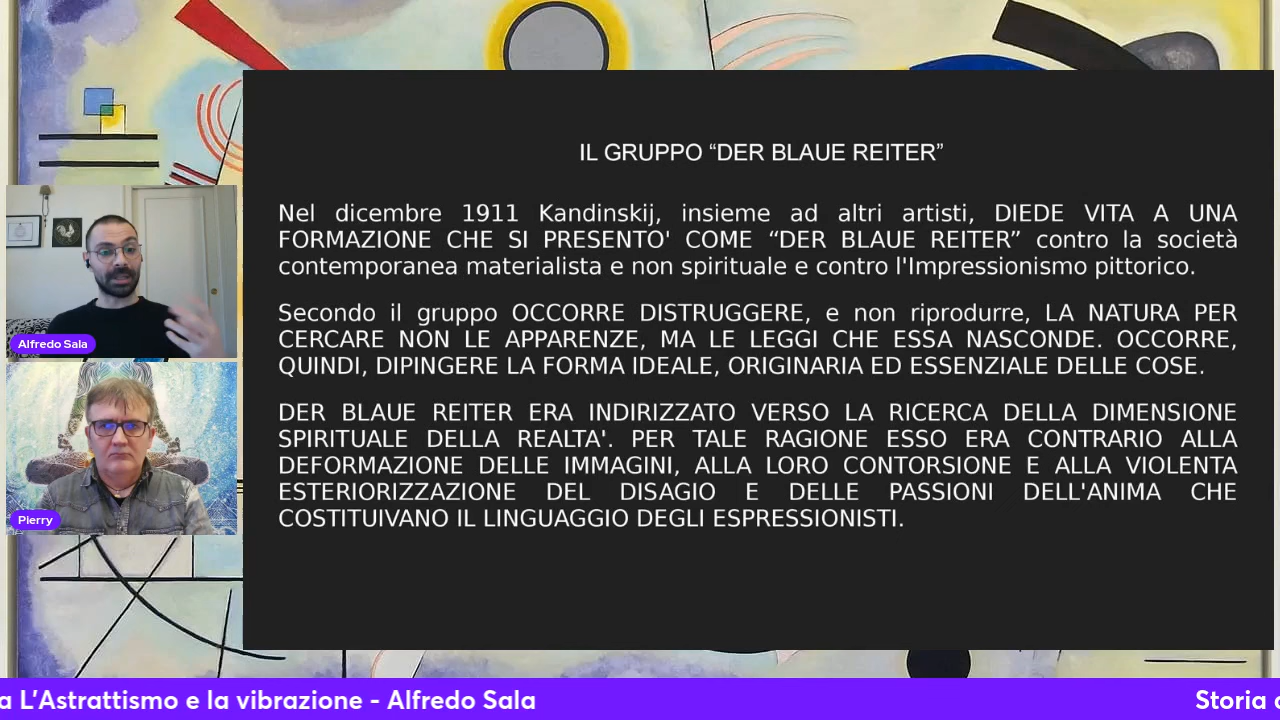 IL GRUPPO “DER BLAUE REITER”
Nel dicembre 1911 Kandinskij, insieme ad altri artisti, DIEDE VITA A UNA
FORMAZIONE CHE SI PRESENTO' COME “DER BLAUE REITER” contro la società
contemporanea materialista e non spirituale e contro l'Impressionismo pittorico.
Secondo il gruppo OCCORRE DISTRUGGERE, e non riprodurre, LA NATURA PER
CERCARE NON LE APPARENZE, MA LE LEGGI CHE ESSA NASCONDE. OCCORRE,
QUINDI, DIPINGERE LA FORMA IDEALE, ORIGINARIA ED ESSENZIALE DELLE COSE.
DER BLAUE REITER ERA INDIRIZZATO VERSO LA RICERCA DELLA DIMENSIONE
SPIRITUALE DELLA REALTA'. PER TALE RAGIONE ESSO ERA CONTRARIO ALLA
DEFORMAZIONE DELLE IMMAGINI, ALLA LORO CONTORSIONE E ALLA VIOLENTA
ESTERIORIZZAZIONE DEL DISAGIO E DELLE PASSIONI DELL'ANIMA CHE
COSTITUIVANO IL LINGUAGGIO DEGLI ESPRESSIONISTI.
Alfredo Sala
Pierry
a L'Astrattismo e la vibrazione - Alfredo Sala
Storia